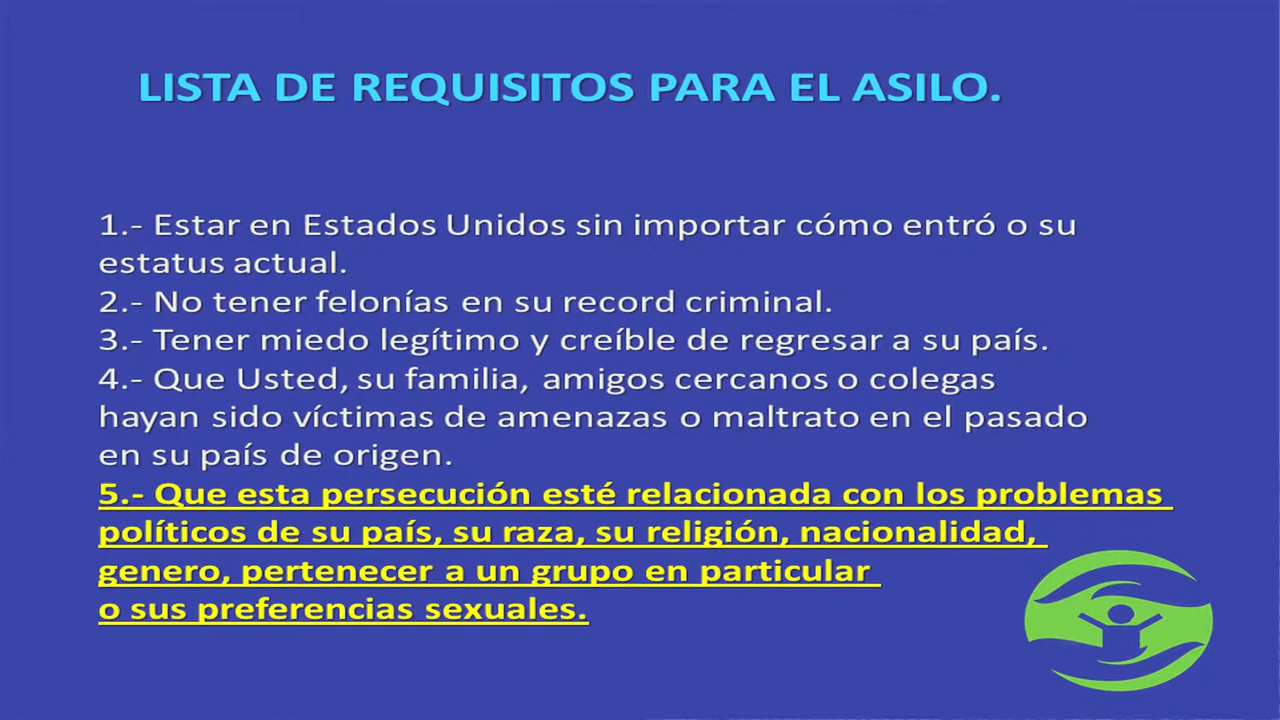 LISTA DE REQUISITOS PARA EL ASILO.
1.- Estar en Estados Unidos sin importar cómo entró o su
estatus actual.
2.- No tener felonías en su record criminal.
3.- Tener miedo legítimo y creíble de regresar a su país.
4.- Que Usted, su familia, amigos cercanos o colegas
hayan sido víctimas de amenazas o maltrato en el pasado
en su país de origen.
5.- Que esta persecución esté relacionada con los problemas
políticos de su país, su raza, su religión, nacionalidad,
genero, pertenecer a un grupo en particular
o sus preferencias sexuales.